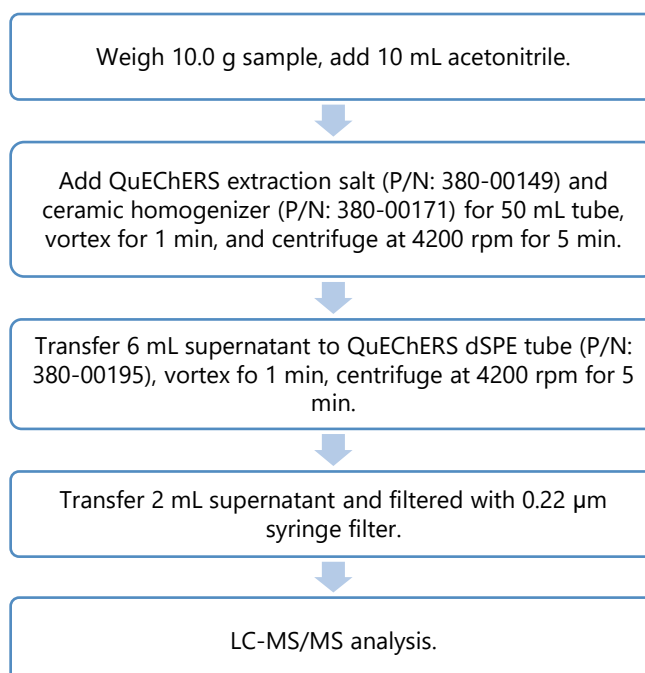 Weigh 10.0 g sample, add 10 mL acetonitrile.
Add QuEChERS extraction salt (P/N: 380-00149) and
ceramic homogenizer (P/N: 380-00171) for 50 mL tube,
vortex for 1 min, and centrifuge at 4200 rpm for 5 min.
Transfer 6 mL supernatant to QuEChERS dSPE tube (P/N:
380-00195), vortex fo 1 min, centrifuge at 4200 rpm for 5
min.
Transfer 2 mL supernatant and filtered with 0.22 μm
syringe filter.
LC-MS/MS analysis.